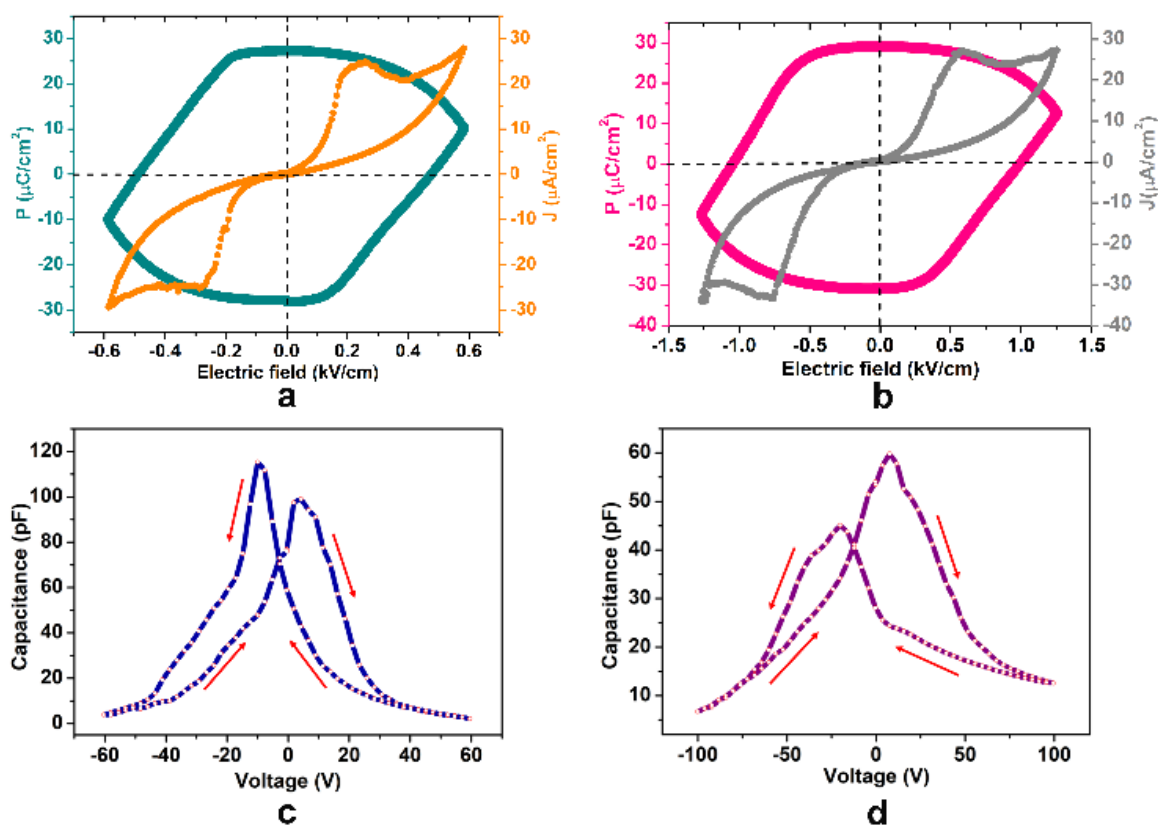 P (μC/cm²)
30
20
10
0
-10
-20
-30
30
20
10
0
-10
-20
-30
J (μA/cm²)
-0.6 -0.4 -0.2 0.0 0.2 0.4 0.6
Electric field (kV/cm)
a
P (μC/cm²)
30
20
10
0
-10
-20
-30
-40
30
20
10
0
-10
-20
-30
-40
J(μA/cm²)
-1.5 -1.0 -0.5 0.0 0.5 1.0 1.5
Electric field (kV/cm)
b
Capacitance (pF)
120
100
80
60
40
20
0
-60 -40 -20 0 20 40 60
Voltage (V)
c
Capacitance (pF)
60
50
40
30
20
10
-100 -50 0 50 100
Voltage (V)
d